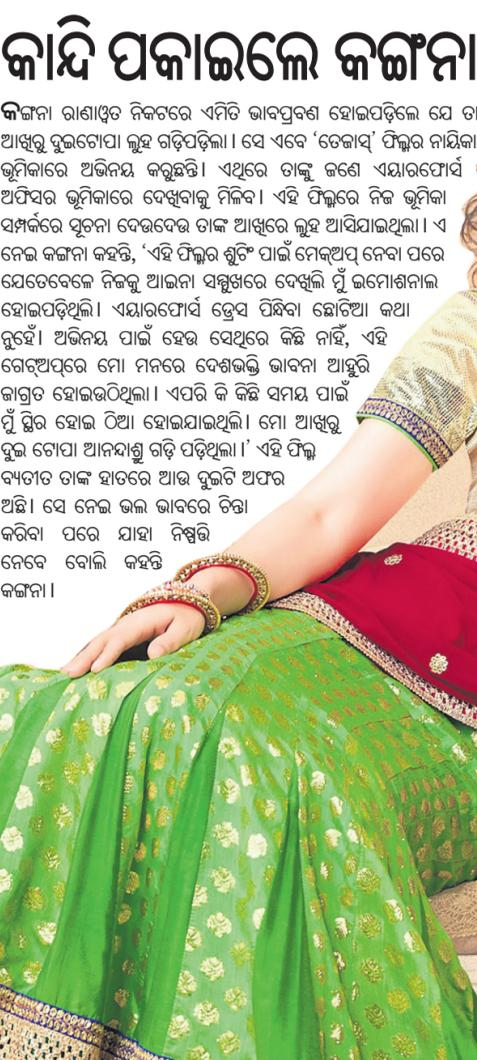 କାନ୍ଦି ପକାଇଲେ କଙ୍ଗନା
କଙ୍ଗନା ରାଣାୱତ ନିକଟରେ ଏମିତି ଭାବପ୍ରବଣ ହୋଇପଡ଼ିଲେ ଯେ ତା
ଆଖିରୁ ଦୁଇଟୋପା ଲୁହ ଗଡ଼ିପଡ଼ିଲା । ସେ ଏବେ ‘ତେଜାସ୍’ ଫିଲ୍ମର ନାୟିକା
ଭୂମିକାରେ ଅଭିନୟ କରୁଛନ୍ତି । ଏଥିରେ ତାଙ୍କୁ ଜଣେ ଏୟାରଫୋର୍ସ
ଅଫିସର ଭୂମିକାରେ ଦେଖିବାକୁ ମିଳିବ । ଏହି ଫିଲ୍ମରେ ନିଜ ଭୂମିକା
ସମ୍ପର୍କରେ ସୂଚନା ଦେଉଦେଉ ତାଙ୍କ ଆଖିରେ ଲୁହ ଆସିଯାଇଥିଲା । ଏ
ନେଇ କଙ୍ଗନା କହନ୍ତି, ‘ଏହି ଫିଲ୍ମର ଶୁଟିଂ ପାଇଁ ମେକ୍ଅପ୍ ନେବା ପରେ
ଯେତେବେଳେ ନିଜକୁ ଆଇନା ସମ୍ମୁଖରେ ଦେଖିଲି ମୁଁ ଇମୋଶନାଲ
ହୋଇପଡ଼ିଥିଲି । ଏୟାରଫୋର୍ସ ଡ୍ରେସ ପିନ୍ଧିବା ଛୋଟିଆ କଥା
ନୁହେଁ । ଅଭିନୟ ପାଇଁ ହେଉ ସେଥିରେ କିଛି ନାହିଁ, ଏହି
ଗେଟ୍ଅପ୍‌ରେ ମୋ ମନରେ ଦେଶଭକ୍ତି ଭାବନା ଆହୁରି
ଜାଗ୍ରତ ହୋଇଉଠିଥିଲା । ଏପରି କି କିଛି ସମୟ ପାଇଁ
ମୁଁ ସ୍ଥିର ହୋଇ ଠିଆ ହୋଇଯାଇଥିଲି । ମୋ ଆଖିରୁ
ଦୁଇ ଟୋପା ଆନନ୍ଦାଶ୍ରୁ ଗଡ଼ି ପଡ଼ିଥିଲା ।’ ଏହି ଫିଲ୍ମ
ବ୍ୟତୀତ ତାଙ୍କ ହାତରେ ଆଉ ଦୁଇଟି ଅଫର
ଅଛି । ସେ ନେଇ ଭଲ ଭାବରେ ଚିନ୍ତା
କରିବା ପରେ ଯାହା ନିଷ୍ପତ୍ତି
ନେବେ ବୋଲି କହନ୍ତି
କଙ୍ଗନା ।